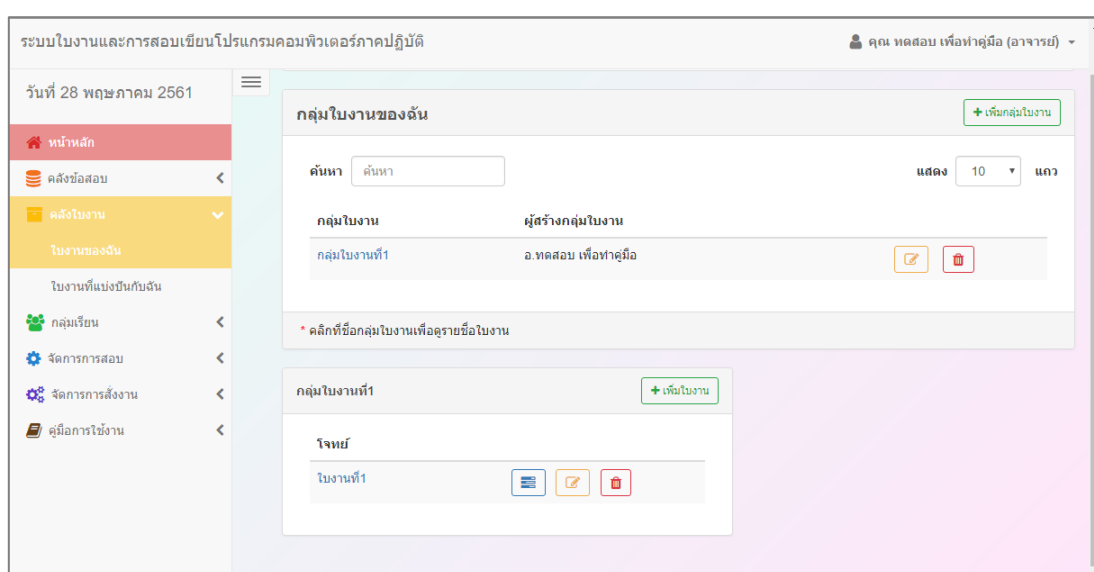 ระบบใบงานและการสอบเขียนโปรแกรมคอมพิวเตอร์ภาคปฏิบัติ
คุณ ทดสอบ เพื่อทำคู่มือ (อาจารย์)
วันที่ 28 พฤษภาคม 2561
หน้าหลัก
คลังข้อสอบ
คลังใบงาน
ใบงานของฉัน
ใบงานที่แบ่งปันกับฉัน
กลุ่มเรียน
จัดการการสอบ
จัดการการสั่งงาน
คู่มือการใช้งาน
กลุ่มใบงานของฉัน
+ เพิ่มกลุ่มใบงาน
ค้นหา ค้นหา
แสดง 10 แถว
กลุ่มใบงาน ผู้สร้างกลุ่มใบงาน
กลุ่มใบงานที่1 อ.ทดสอบ เพื่อทำคู่มือ
* คลิกที่ชื่อกลุ่มใบงานเพื่อดูรายชื่อใบงาน
กลุ่มใบงานที่1
+ เพิ่มใบงาน
โจทย์
ใบงานที่1